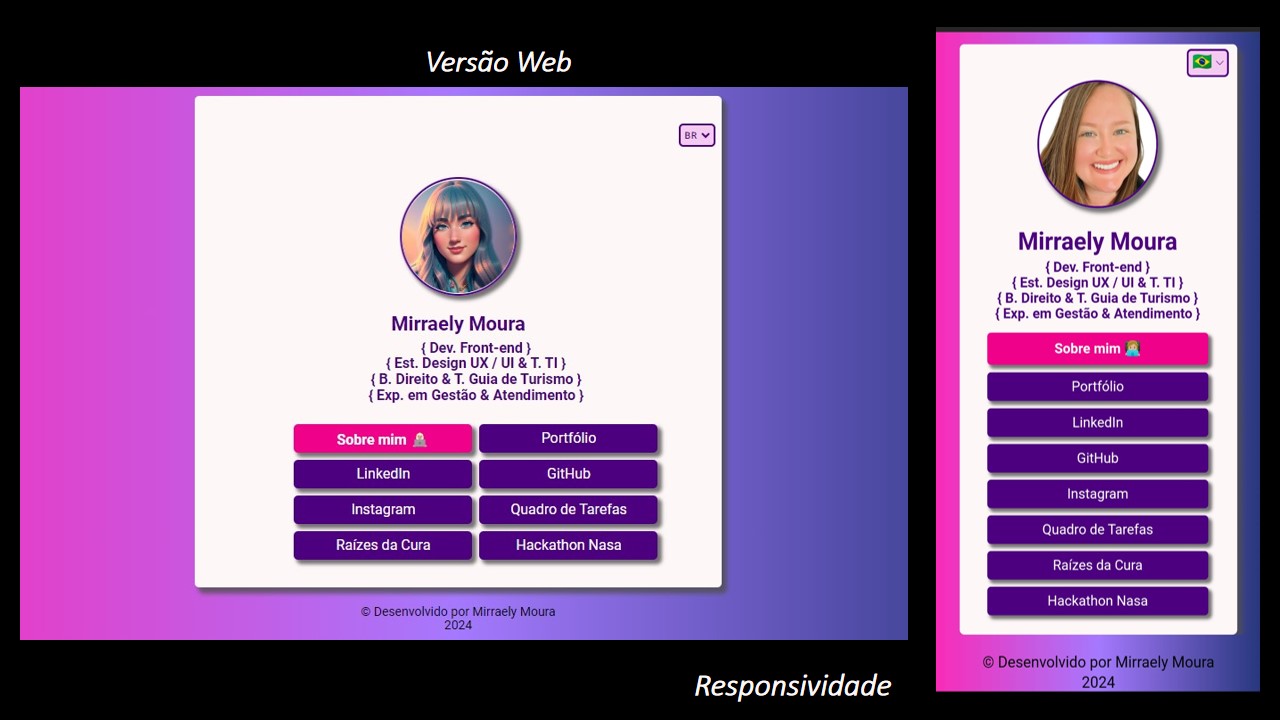 Versão Web
BR
Mirraely Moura
{ Dev. Front-end }
{ Est. Design UX / UI & T. TI }
{ B. Direito & T. Guia de Turismo }
{ Exp. em Gestão & Atendimento }
Sobre mim
Portfólio
LinkedIn
GitHub
Instagram
Quadro de Tarefas
Raízes da Cura
Hackathon Nasa
© Desenvolvido por Mirraely Moura
2024
Responsividade
Mirraely Moura
{ Dev. Front-end }
{ Est. Design UX / UI & T. TI }
{ B. Direito & T. Guia de Turismo }
{ Exp. em Gestão & Atendimento }
Sobre mim
Portfólio
LinkedIn
GitHub
Instagram
Quadro de Tarefas
Raízes da Cura
Hackathon Nasa
© Desenvolvido por Mirraely Moura
2024